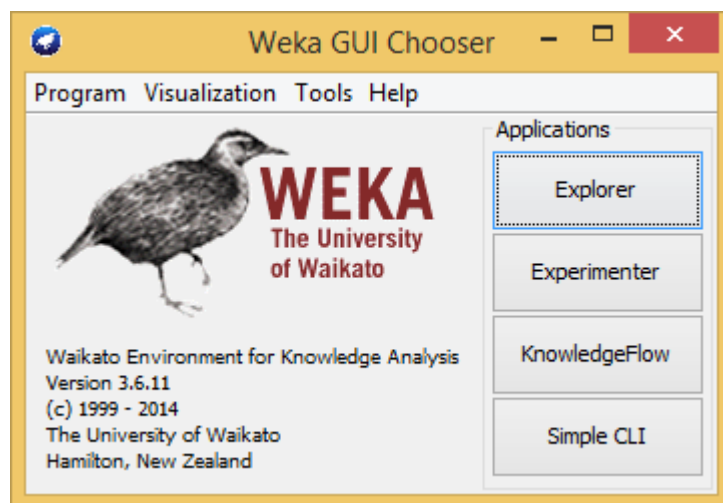 Weka GUI Chooser
Program Visualization Tools Help
WEKA
The University
of Waikato
Waikato Environment for Knowledge Analysis
Version 3.6.11
(c) 1999 - 2014
The University of Waikato
Hamilton, New Zealand
Applications
Explorer
Experimenter
KnowledgeFlow
Simple CLI